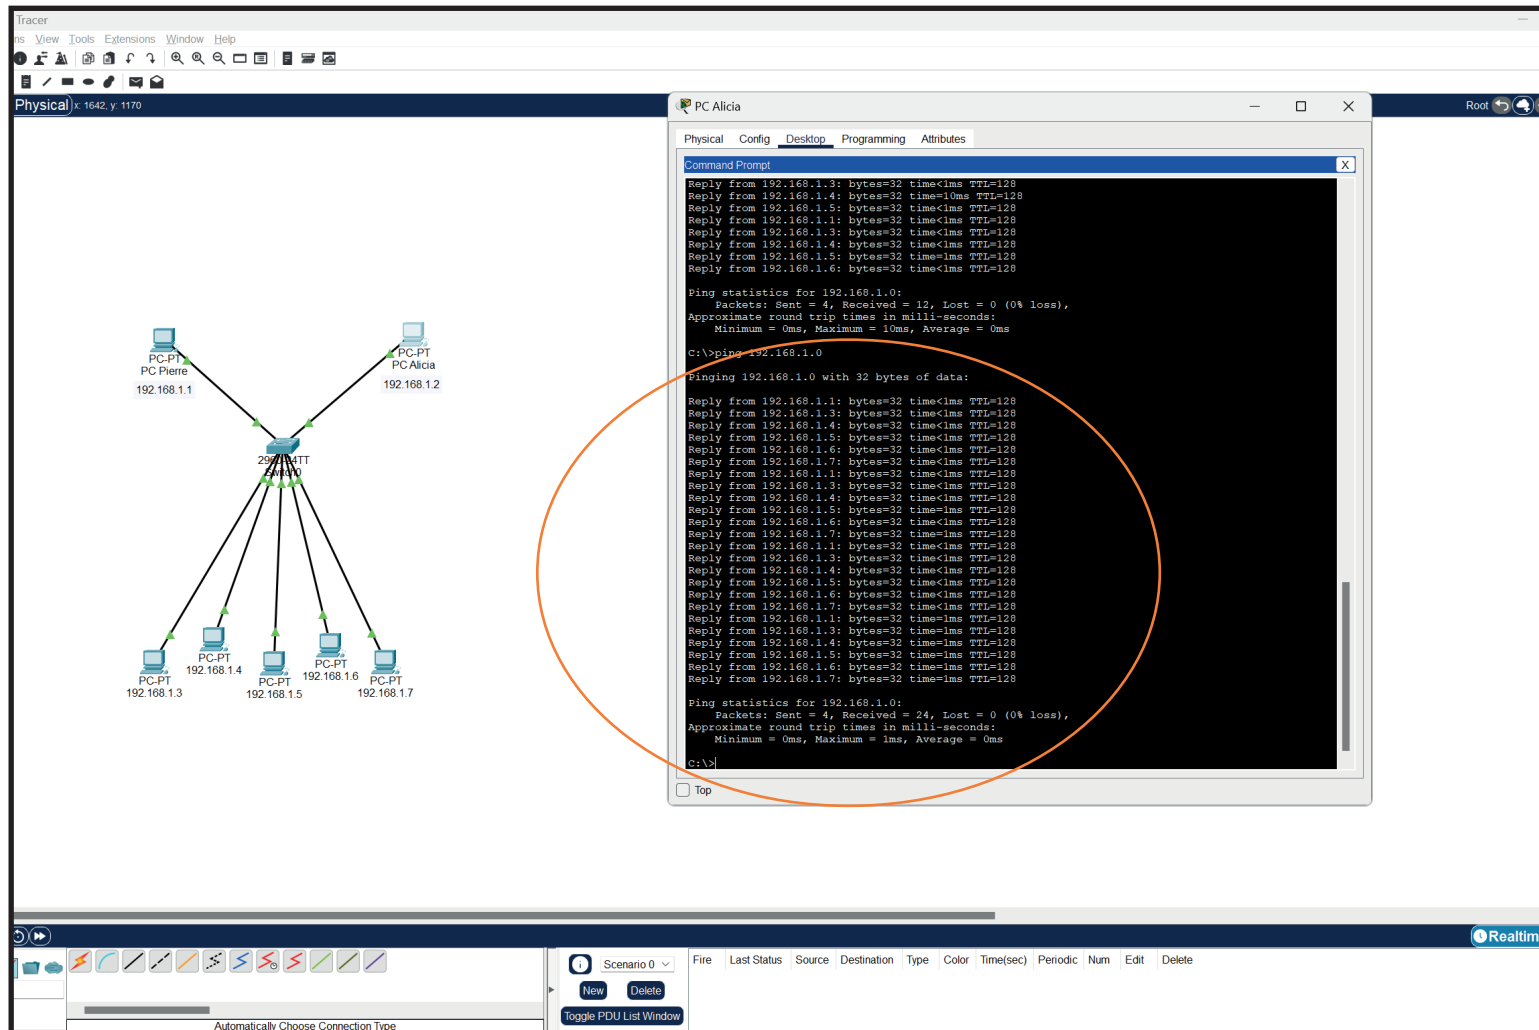 Tracer
ns View Tools Extensions Window Help
Physical x: 1642, y: 1170
Root
PC Alicia
Physical Config Desktop Programming Attributes
Command Prompt
X
Reply from 192.168.1.3: bytes=32 time<1ms TTL=128
Reply from 192.168.1.4: bytes=32 time=10ms TTL=128
Reply from 192.168.1.5: bytes=32 time<1ms TTL=128
Reply from 192.168.1.1: bytes=32 time<1ms TTL=128
Reply from 192.168.1.3: bytes=32 time<1ms TTL=128
Reply from 192.168.1.4: bytes=32 time<1ms TTL=128
Reply from 192.168.1.5: bytes=32 time=1ms TTL=128
Reply from 192.168.1.6: bytes=32 time<1ms TTL=128
Ping statistics for 192.168.1.0:
Packets: Sent = 4, Received = 12, Lost = 0 (0% loss),
Approximate round trip times in milli-seconds:
Minimum = 0ms, Maximum = 10ms, Average = 0ms
C:\>ping 192.168.1.0
Pinging 192.168.1.0 with 32 bytes of data:
Reply from 192.168.1.1: bytes=32 time<1ms TTL=128
Reply from 192.168.1.3: bytes=32 time<1ms TTL=128
Reply from 192.168.1.4: bytes=32 time<1ms TTL=128
Reply from 192.168.1.5: bytes=32 time<1ms TTL=128
Reply from 192.168.1.6: bytes=32 time<1ms TTL=128
Reply from 192.168.1.7: bytes=32 time<1ms TTL=128
Reply from 192.168.1.1: bytes=32 time<1ms TTL=128
Reply from 192.168.1.3: bytes=32 time<1ms TTL=128
Reply from 192.168.1.4: bytes=32 time<1ms TTL=128
Reply from 192.168.1.5: bytes=32 time=1ms TTL=128
Reply from 192.168.1.6: bytes=32 time<1ms TTL=128
Reply from 192.168.1.7: bytes=32 time=1ms TTL=128
Reply from 192.168.1.1: bytes=32 time<1ms TTL=128
Reply from 192.168.1.3: bytes=32 time<1ms TTL=128
Reply from 192.168.1.4: bytes=32 time<1ms TTL=128
Reply from 192.168.1.5: bytes=32 time<1ms TTL=128
Reply from 192.168.1.6: bytes=32 time<1ms TTL=128
Reply from 192.168.1.7: bytes=32 time<1ms TTL=128
Reply from 192.168.1.1: bytes=32 time<1ms TTL=128
Reply from 192.168.1.3: bytes=32 time=1ms TTL=128
Reply from 192.168.1.4: bytes=32 time=1ms TTL=128
Reply from 192.168.1.5: bytes=32 time=1ms TTL=128
Reply from 192.168.1.6: bytes=32 time=1ms TTL=128
Reply from 192.168.1.7: bytes=32 time=1ms TTL=128
Ping statistics for 192.168.1.0:
Packets: Sent = 4, Received = 24, Lost = 0 (0% loss),
Approximate round trip times in milli-seconds:
Minimum = 0ms, Maximum = 1ms, Average = 0ms
C:\>
Top
PC-PT
PC Pierre
192.168.1.1
PC-PT
PC Alicia
192.168.1.2
Switch0
PC-PT
192.168.1.3
PC-PT
192.168.1.4
PC-PT
192.168.1.5
PC-PT
192.168.1.6
PC-PT
192.168.1.7
Realtim
Scenario 0
New Delete
Toggle PDU List Window
Fire Last Status Source Destination Type Color Time(sec) Periodic Num Edit Delete
Automatically Choose Connection Type